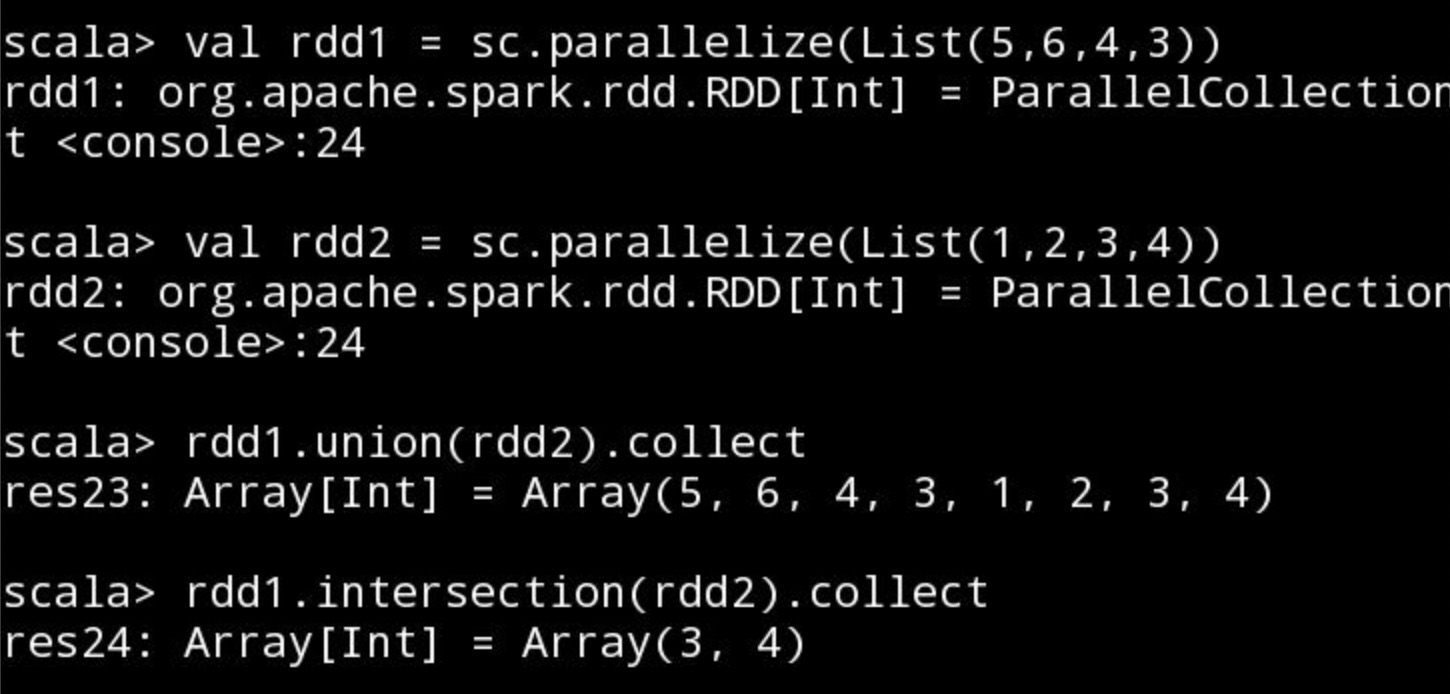 scala> val rdd1 = sc.parallelize(List(5,6,4,3))
rdd1: org.apache.spark.rdd.RDD[Int] = ParallelCollection
t <console>:24
scala> val rdd2 = sc.parallelize(List(1,2,3,4))
rdd2: org.apache.spark.rdd.RDD[Int] = ParallelCollection
t <console>:24
scala> rdd1.union(rdd2).collect
res23: Array[Int] = Array(5, 6, 4, 3, 1, 2, 3, 4)
scala> rdd1.intersection(rdd2).collect
res24: Array[Int] = Array(3, 4)